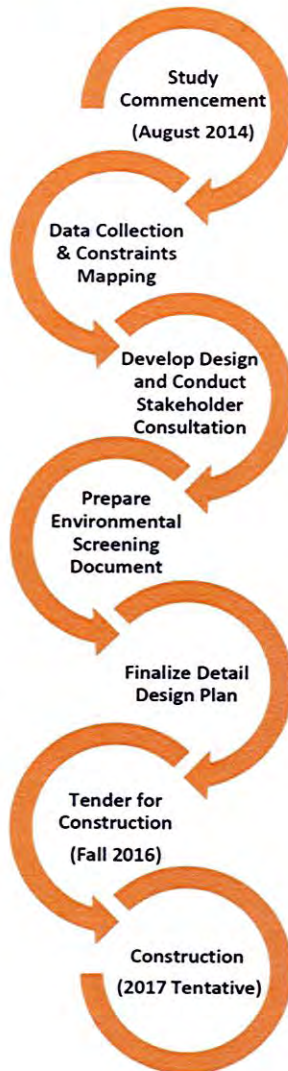 Study
Commencement
(August 2014)
Data Collection
& Constraints
Mapping
Develop Design
and Conduct
Stakeholder
Consultation
Prepare
Environmental
Screening
Document
Finalize Detail
Design Plan
Tender for
Construction
(Fall 2016)
Construction
(2017 Tentative)